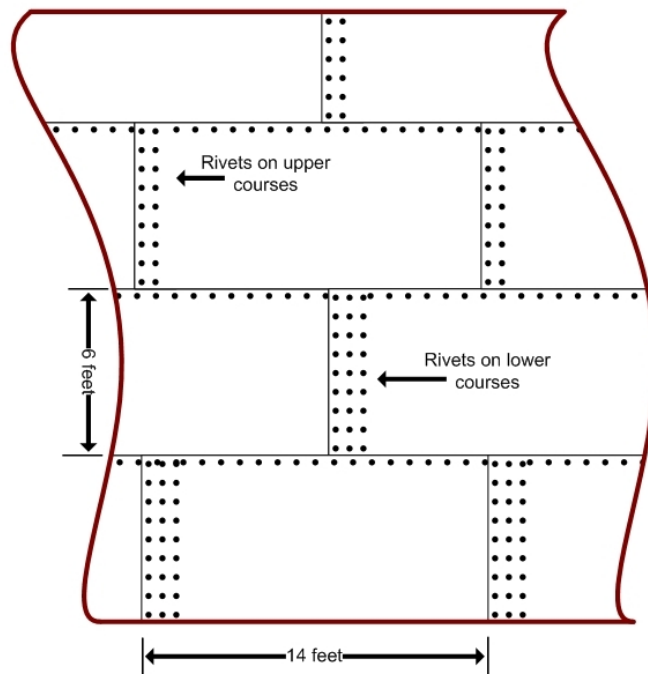 Rivets on upper
courses
6 feet
Rivets on lower
courses
14 feet